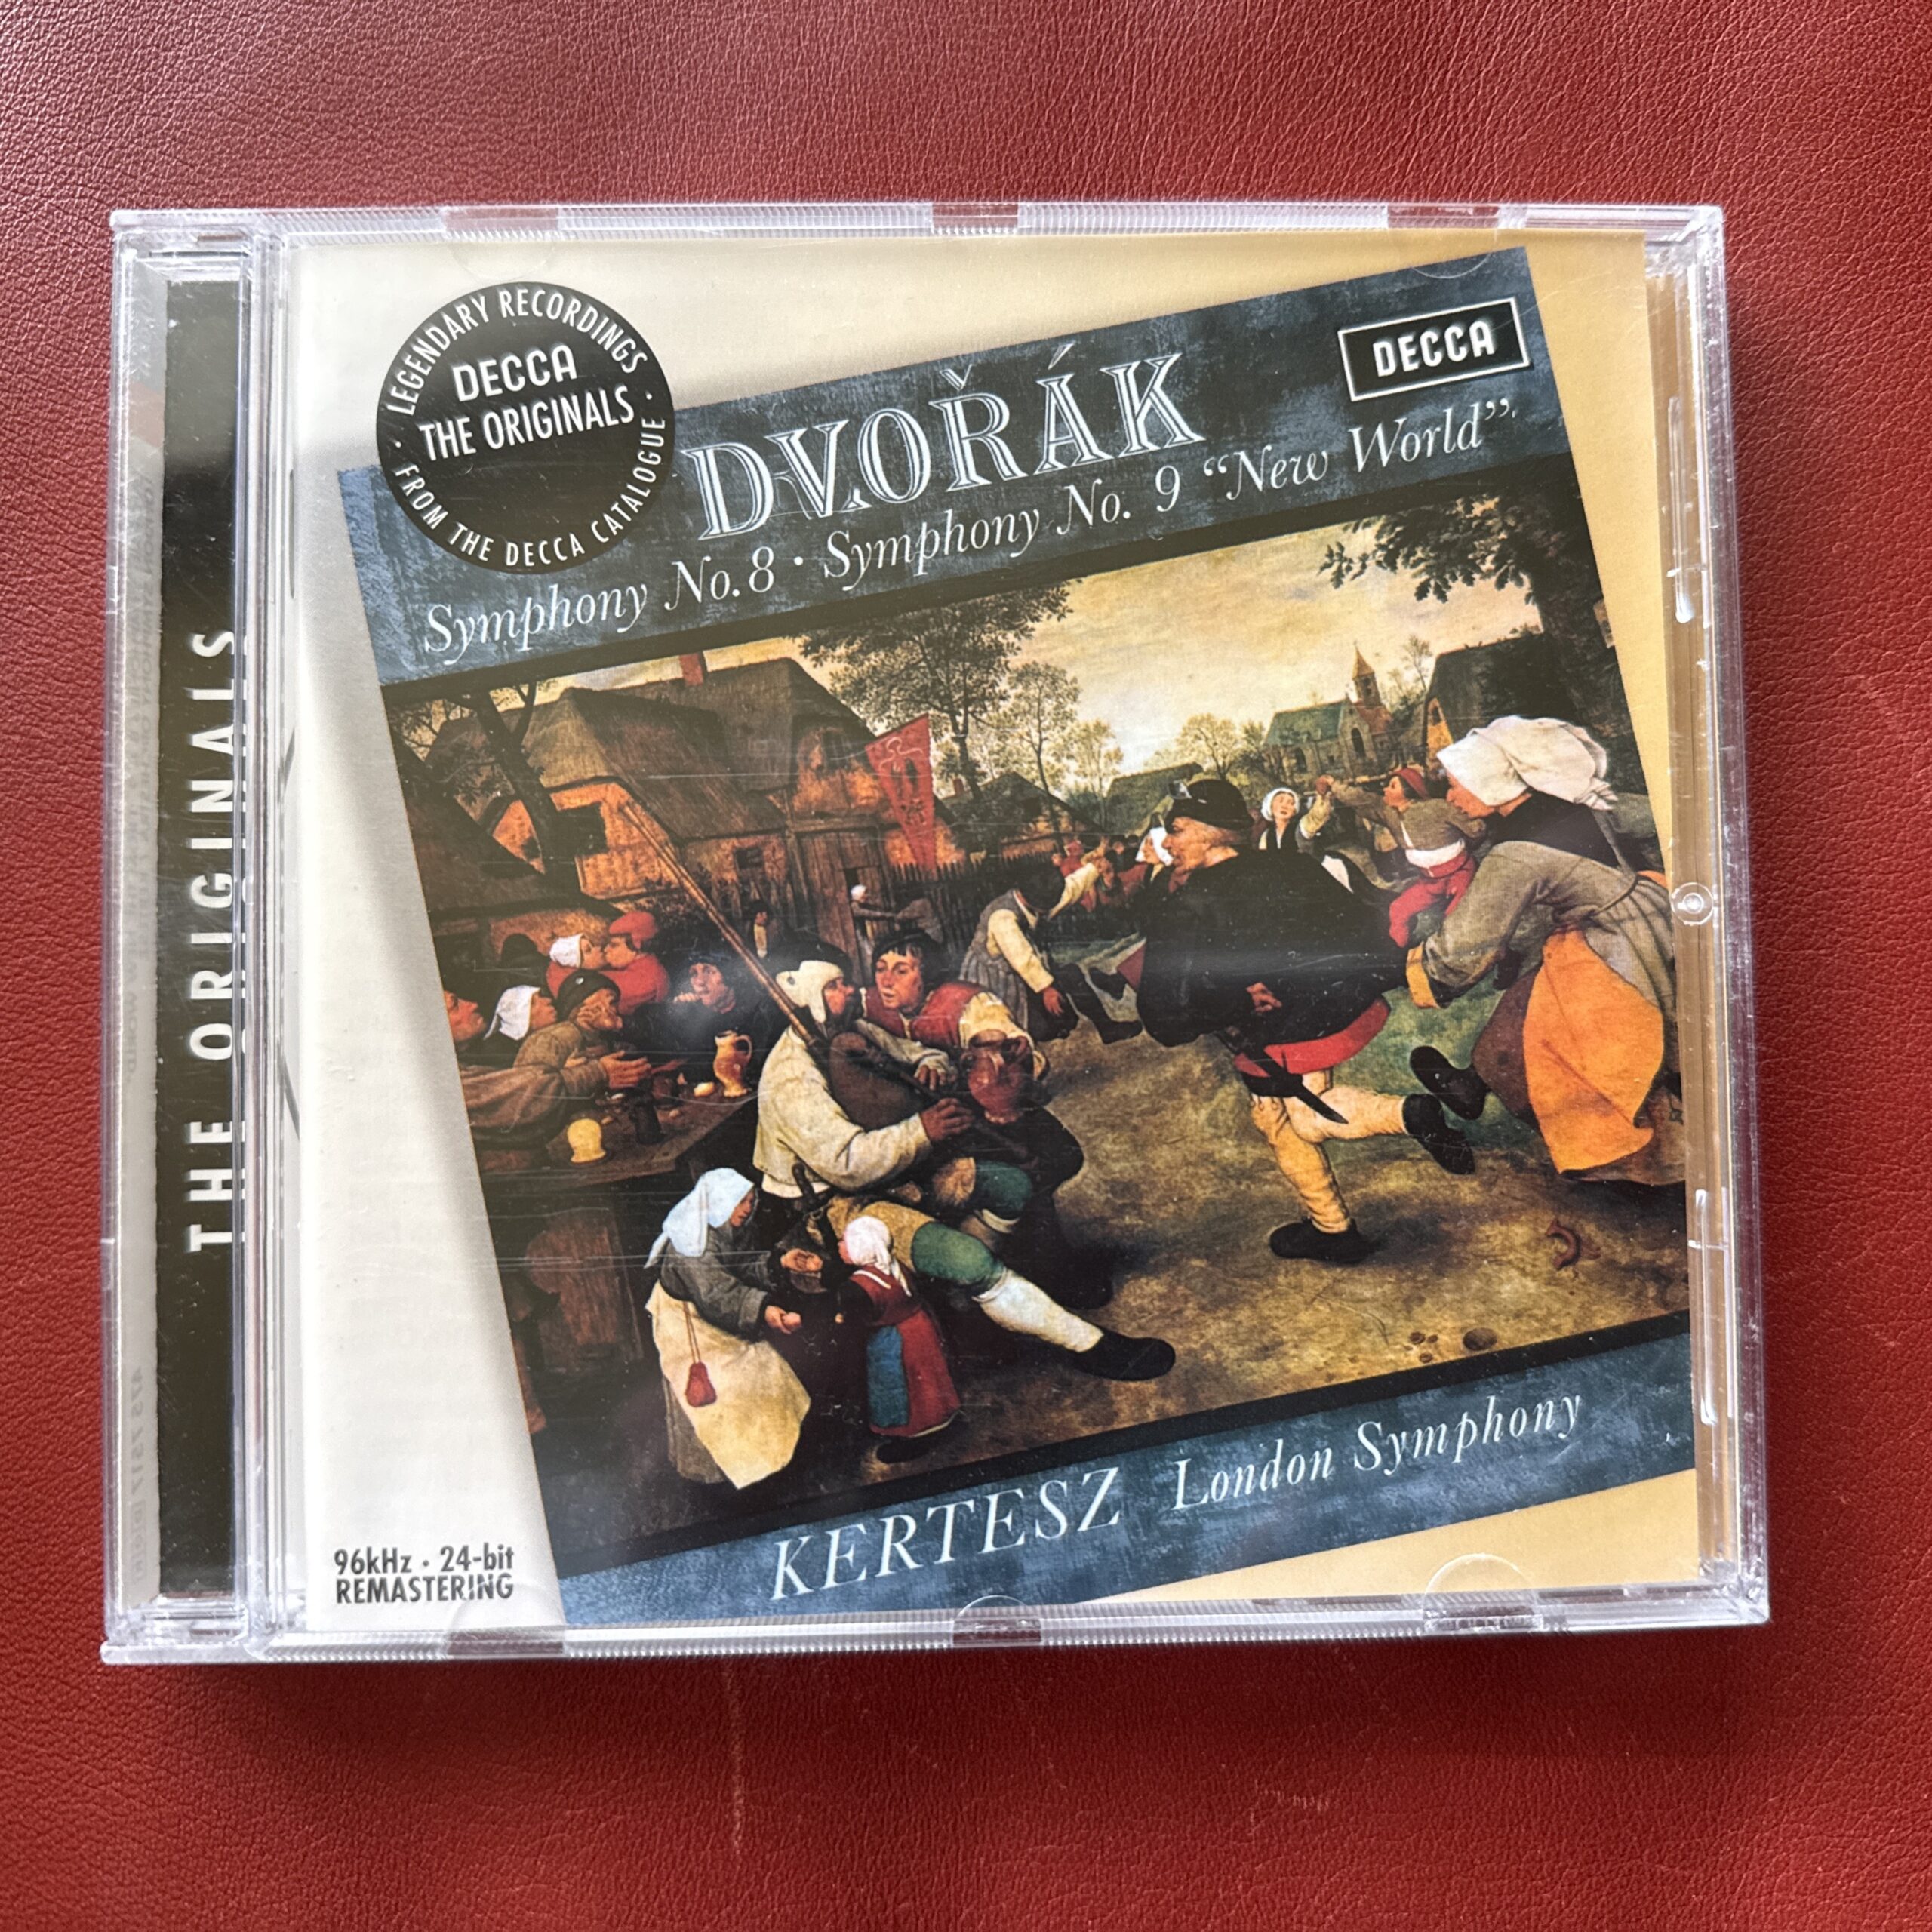 LEGENDARY RECORDINGS
DECCA
THE ORIGINALS
FROM THE DECCA CATALOGUE
DECCA
DVOŘÁK
Symphony No. 8 · Symphony No. 9 “New World”
THE ORIGINALS
KERTESZ London Symphony
96kHz · 24-bit
REMASTERING